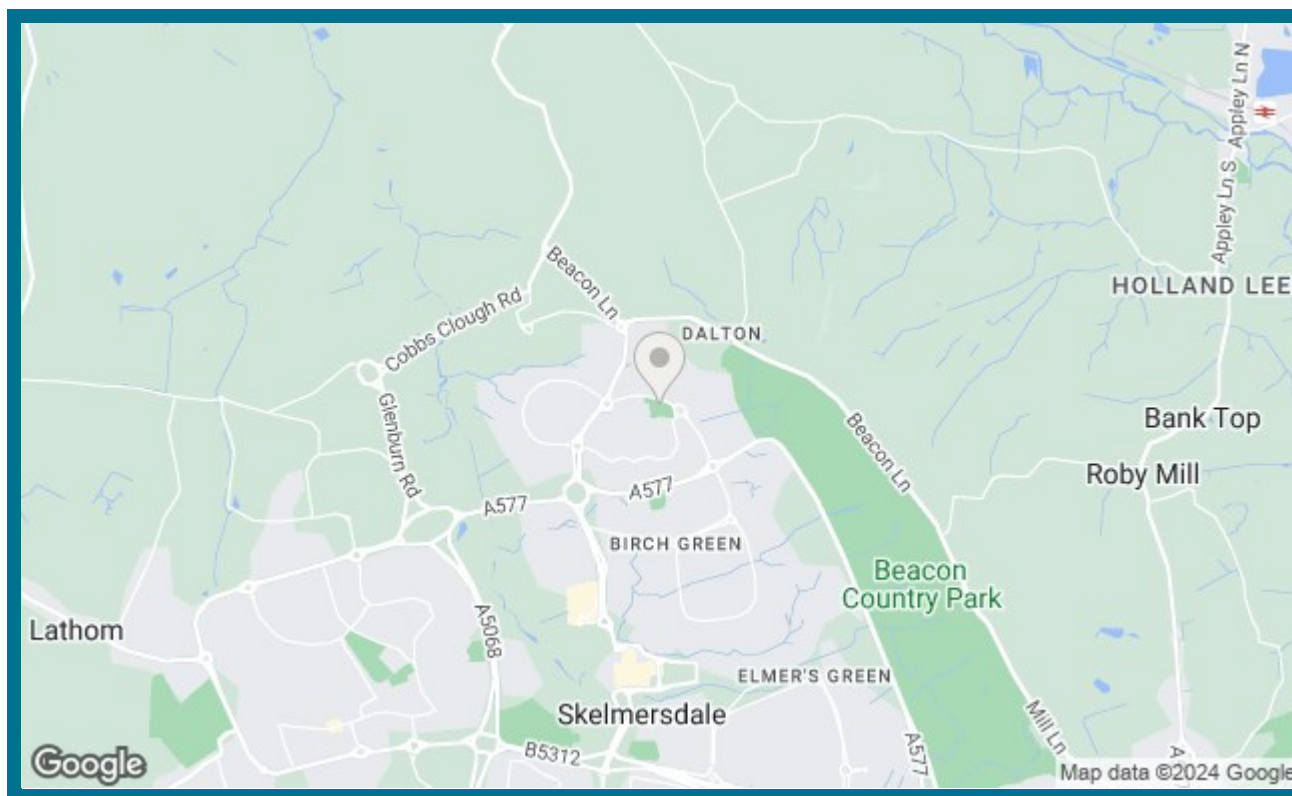 Appley Ln N
Appley Ln S
HOLLAND LEE
Beacon Ln
Cobbs Clough Rd
DALTON
Glenburn Rd
Beacon Ln
Bank Top
Roby Mill
A577
A577
BIRCH GREEN
Beacon
Country Park
A5068
Lathom
ELMER'S GREEN
Skelmersdale
Mill Ln
A577
B5312
A
Google
Map data ©2024 Google